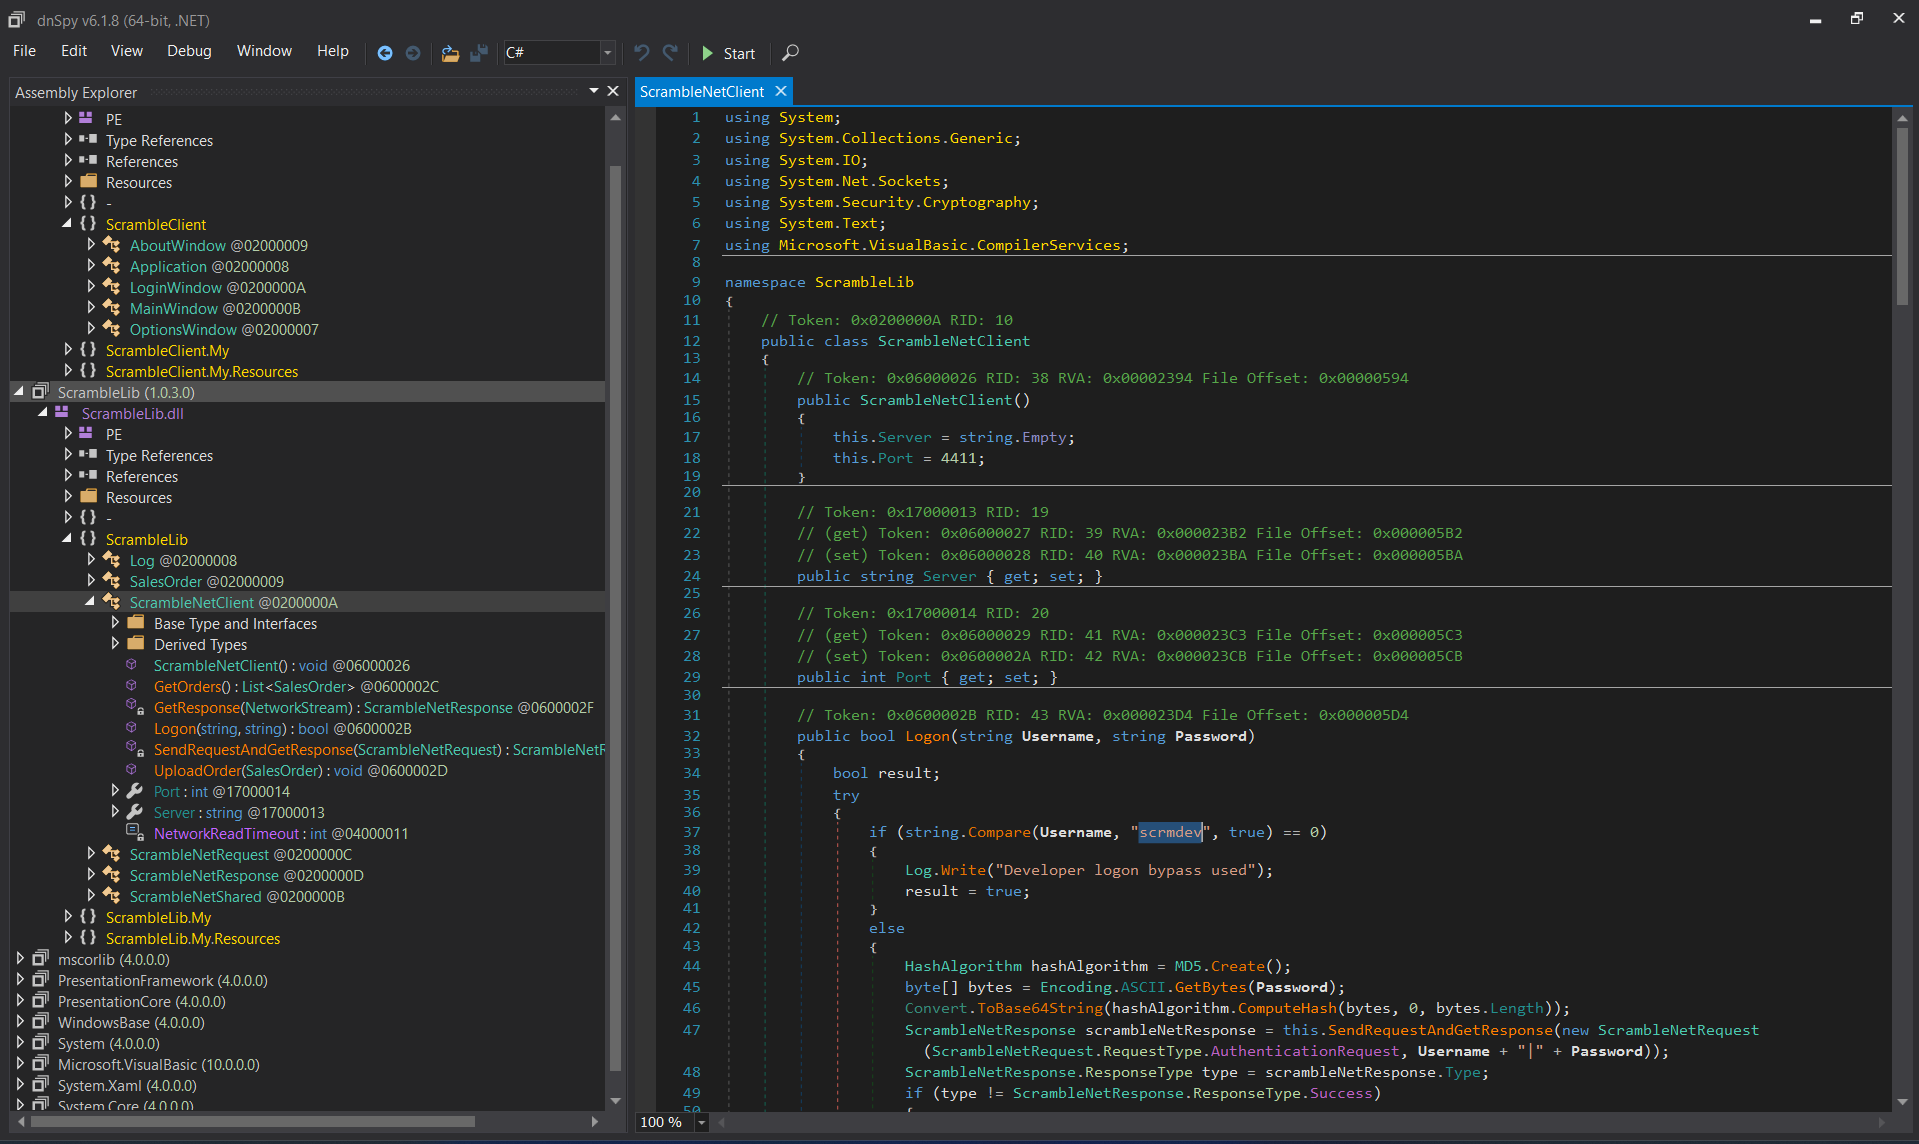 dnSpy v6.1.8 (64-bit, .NET)
File Edit View Debug Window Help C# Start
Assembly Explorer
PE
Type References
References
Resources
{ } -
{ } ScrambleClient
AboutWindow @02000009
Application @02000008
LoginWindow @0200000A
MainWindow @0200000B
OptionsWindow @02000007
{ } ScrambleClient.My
{ } ScrambleClient.My.Resources
ScrambleLib (1.0.3.0)
ScrambleLib.dll
PE
Type References
References
Resources
{ } -
{ } ScrambleLib
Log @02000008
SalesOrder @02000009
ScrambleNetClient @0200000A
Base Type and Interfaces
Derived Types
ScrambleNetClient() : void @06000026
GetOrders() : List<SalesOrder> @0600002C
GetResponse(NetworkStream) : ScrambleNetResponse @0600002F
Logon(string, string) : bool @0600002B
SendRequestAndGetResponse(ScrambleNetRequest) : ScrambleNetR
UploadOrder(SalesOrder) : void @0600002D
Port : int @17000014
Server : string @17000013
NetworkReadTimeout : int @04000011
ScrambleNetRequest @0200000C
ScrambleNetResponse @0200000D
ScrambleNetShared @0200000B
{ } ScrambleLib.My
{ } ScrambleLib.My.Resources
mscorlib (4.0.0.0)
PresentationFramework (4.0.0.0)
PresentationCore (4.0.0.0)
WindowsBase (4.0.0.0)
System (4.0.0.0)
Microsoft.VisualBasic (10.0.0.0)
System.Xaml (4.0.0.0)
System.Core (4.0.0.0)
ScrambleNetClient
1 using System;
2 using System.Collections.Generic;
3 using System.IO;
4 using System.Net.Sockets;
5 using System.Security.Cryptography;
6 using System.Text;
7 using Microsoft.VisualBasic.CompilerServices;
8
9 namespace ScrambleLib
10 {
11 // Token: 0x0200000A RID: 10
12 public class ScrambleNetClient
13 {
14 // Token: 0x06000026 RID: 38 RVA: 0x00002394 File Offset: 0x00000594
15 public ScrambleNetClient()
16 {
17 this.Server = string.Empty;
18 this.Port = 4411;
19 }
20
21 // Token: 0x17000013 RID: 19
22 // (get) Token: 0x06000027 RID: 39 RVA: 0x000023B2 File Offset: 0x000005B2
23 // (set) Token: 0x06000028 RID: 40 RVA: 0x000023BA File Offset: 0x000005BA
24 public string Server { get; set; }
25
26 // Token: 0x17000014 RID: 20
27 // (get) Token: 0x06000029 RID: 41 RVA: 0x000023C3 File Offset: 0x000005C3
28 // (set) Token: 0x0600002A RID: 42 RVA: 0x000023CB File Offset: 0x000005CB
29 public int Port { get; set; }
30
31 // Token: 0x0600002B RID: 43 RVA: 0x000023D4 File Offset: 0x000005D4
32 public bool Logon(string Username, string Password)
33 {
34 bool result;
35 try
36 {
37 if (string.Compare(Username, "scrmdev", true) == 0)
38 {
39 Log.Write("Developer logon bypass used");
40 result = true;
41 }
42 else
43 {
44 HashAlgorithm hashAlgorithm = MD5.Create();
45 byte[] bytes = Encoding.ASCII.GetBytes(Password);
46 Convert.ToBase64String(hashAlgorithm.ComputeHash(bytes, 0, bytes.Length));
47 ScrambleNetResponse scrambleNetResponse = this.SendRequestAndGetResponse(new ScrambleNetRequest
(ScrambleNetRequest.RequestType.AuthenticationRequest, Username + "|" + Password));
48 ScrambleNetResponse.ResponseType type = scrambleNetResponse.Type;
49 if (type != ScrambleNetResponse.ResponseType.Success)
50 {
100 %